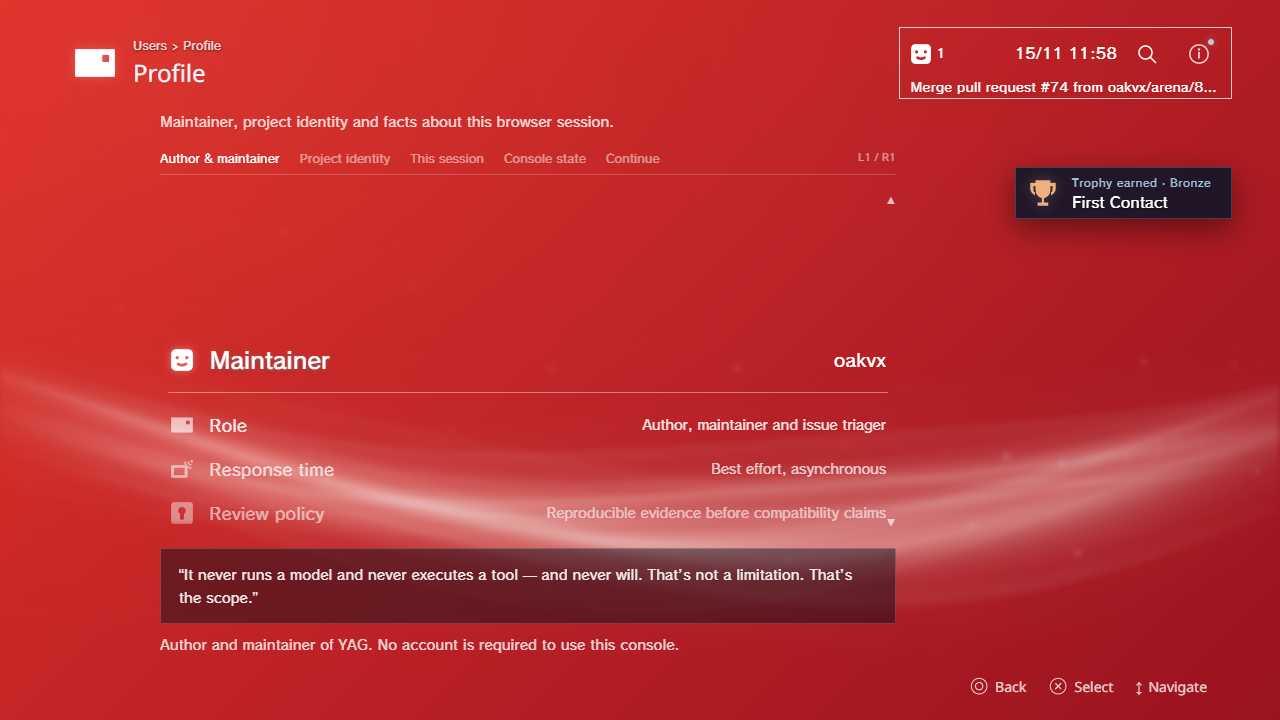 Users > Profile
Profile
1
15/11 11:58
Merge pull request #74 from oakvx/arena/8...
Maintainer, project identity and facts about this browser session.
Author & maintainer
Project identity
This session
Console state
Continue
L1 / R1
Trophy earned · Bronze
First Contact
Maintainer
oakvx
Role
Author, maintainer and issue triager
Response time
Best effort, asynchronous
Review policy
Reproducible evidence before compatibility claims
“It never runs a model and never executes a tool — and never will. That’s not a limitation. That’s
the scope.”
Author and maintainer of YAG. No account is required to use this console.
Back
Select
Navigate